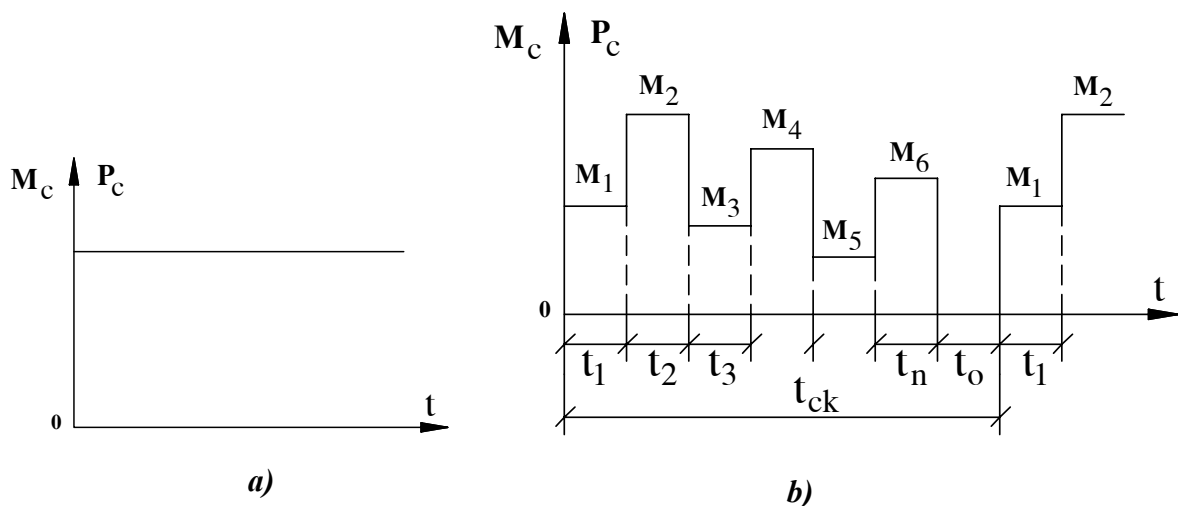 M_c P_c
0
t
a)
M_c P_c
M_1 M_2 M_3 M_4 M_5 M_6 M_1 M_2
0
t
t_1 t_2 t_3 t_n t_o t_1
t_ck
b)